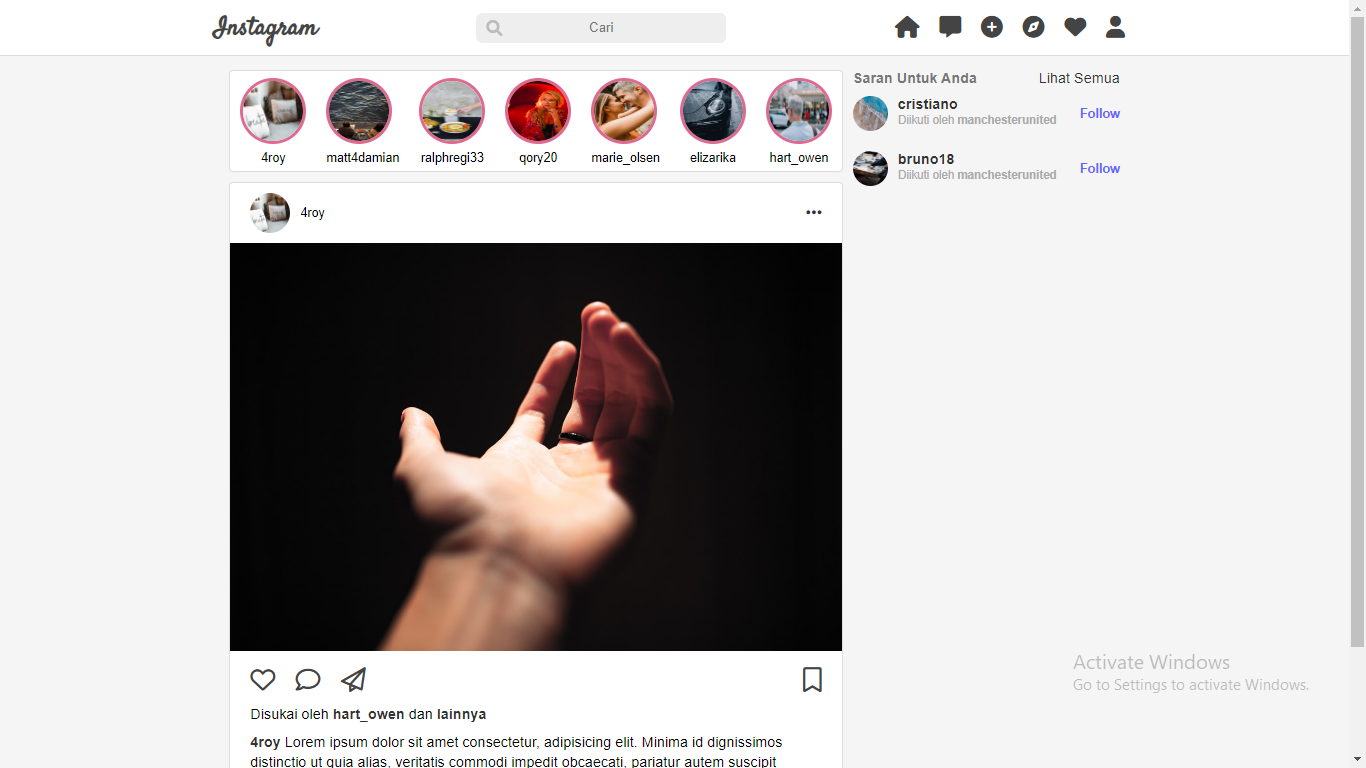 Instagram
Cari
4roy
matt4damian
ralphregi33
qory20
marie_olsen
elizarika
hart_owen
Saran Untuk Anda Lihat Semua
cristiano
Diikuti oleh manchesterunited
Follow
bruno18
Diikuti oleh manchesterunited
Follow
4roy
Disukai oleh hart_owen dan lainnya
4roy Lorem ipsum dolor sit amet consectetur, adipisicing elit. Minima id dignissimos
distinctio ut quia alias, veritatis commodi impedit obcaecati, pariatur autem suscipit
Activate Windows
Go to Settings to activate Windows.